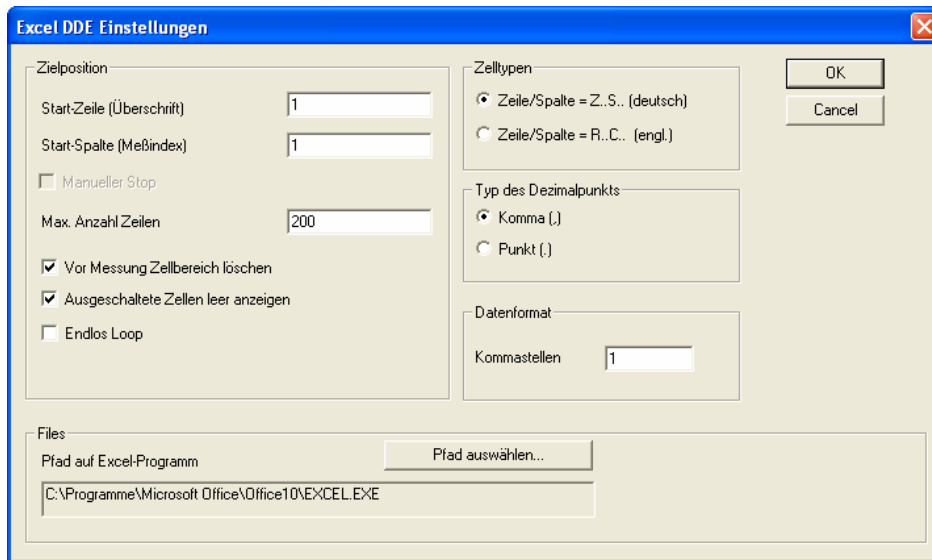 Excel DDE Einstellungen
Zielposition
Start-Zeile (Überschrift) 1
Start-Spalte (Meßindex) 1
Manueller Stop
Max. Anzahl Zeilen 200
Vor Messung Zellbereich löschen
Ausgeschaltete Zellen leer anzeigen
Endlos Loop
Zelltypen
Zeile/Spalte = Z..S.. (deutsch)
Zeile/Spalte = R..C.. (engl.)
Typ des Dezimalpunkts
Komma (,)
Punkt (.)
Datenformat
Kommastellen 1
OK
Cancel
Files
Pfad auf Excel-Programm
Pfad auswählen...
C:\Programme\Microsoft Office\Office10\EXCEL.EXE